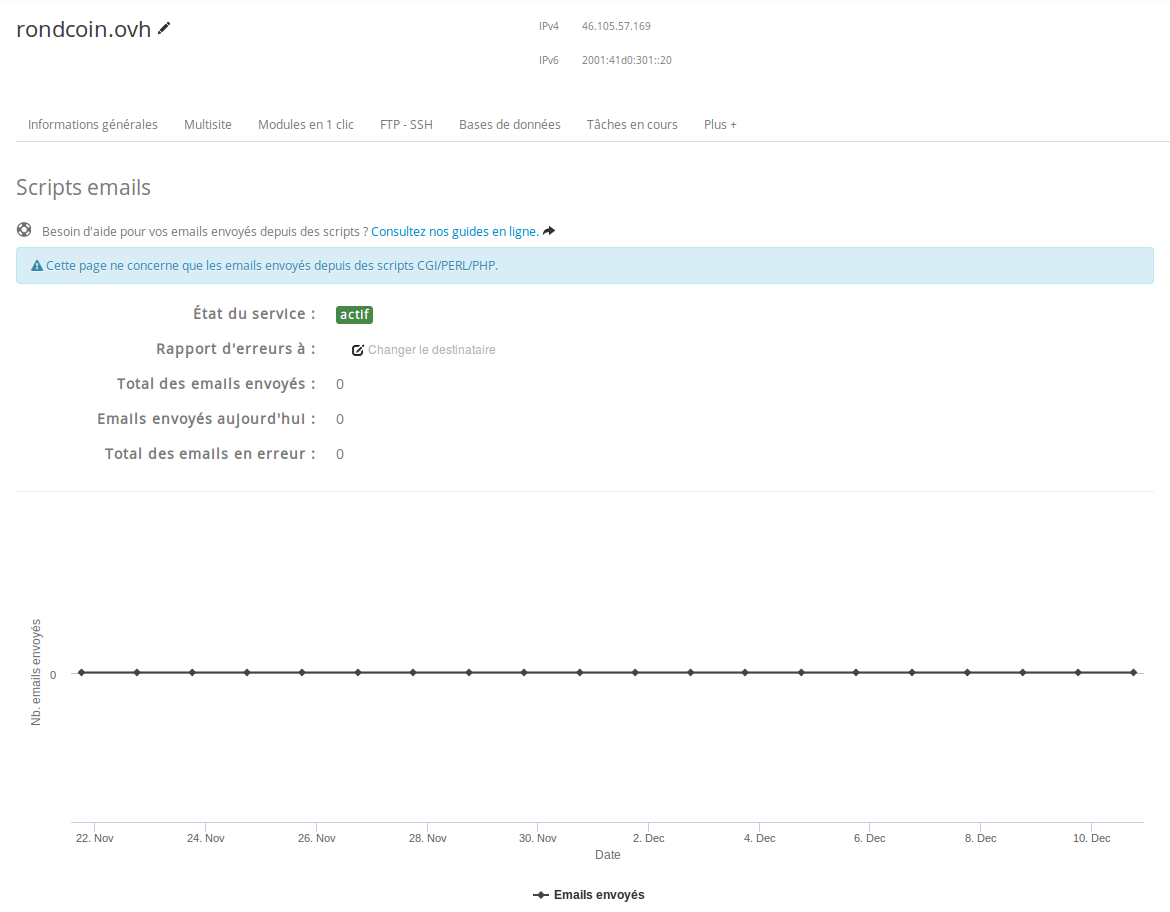 rondcoin.ovh
IPv4 46.105.57.169
IPv6 2001:41d0:301::20
Informations générales Multisite Modules en 1 clic FTP - SSH Bases de données Tâches en cours Plus +
Scripts emails
Besoin d'aide pour vos emails envoyés depuis des scripts ? Consultez nos guides en ligne.
Cette page ne concerne que les emails envoyés depuis des scripts CGI/PERL/PHP.
État du service : actif
Rapport d'erreurs à : Changer le destinataire
Total des emails envoyés : 0
Emails envoyés aujourd'hui : 0
Total des emails en erreur : 0
Nb. emails envoyés
0
22. Nov 24. Nov 26. Nov 28. Nov 30. Nov 2. Dec 4. Dec 6. Dec 8. Dec 10. Dec
Date
Emails envoyés